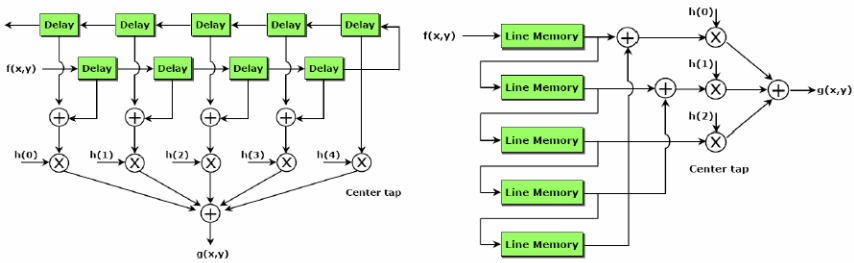 Delay Delay Delay Delay Delay
f(x,y) Delay Delay Delay Delay
+ + + +
h(0) X h(1) X h(2) X h(3) X h(4) X
Center tap
+
g(x,y)
h(0)
f(x,y) Line Memory + X
h(1)
Line Memory + X + g(x,y)
h(2)
Line Memory X
Center tap
Line Memory
Line Memory